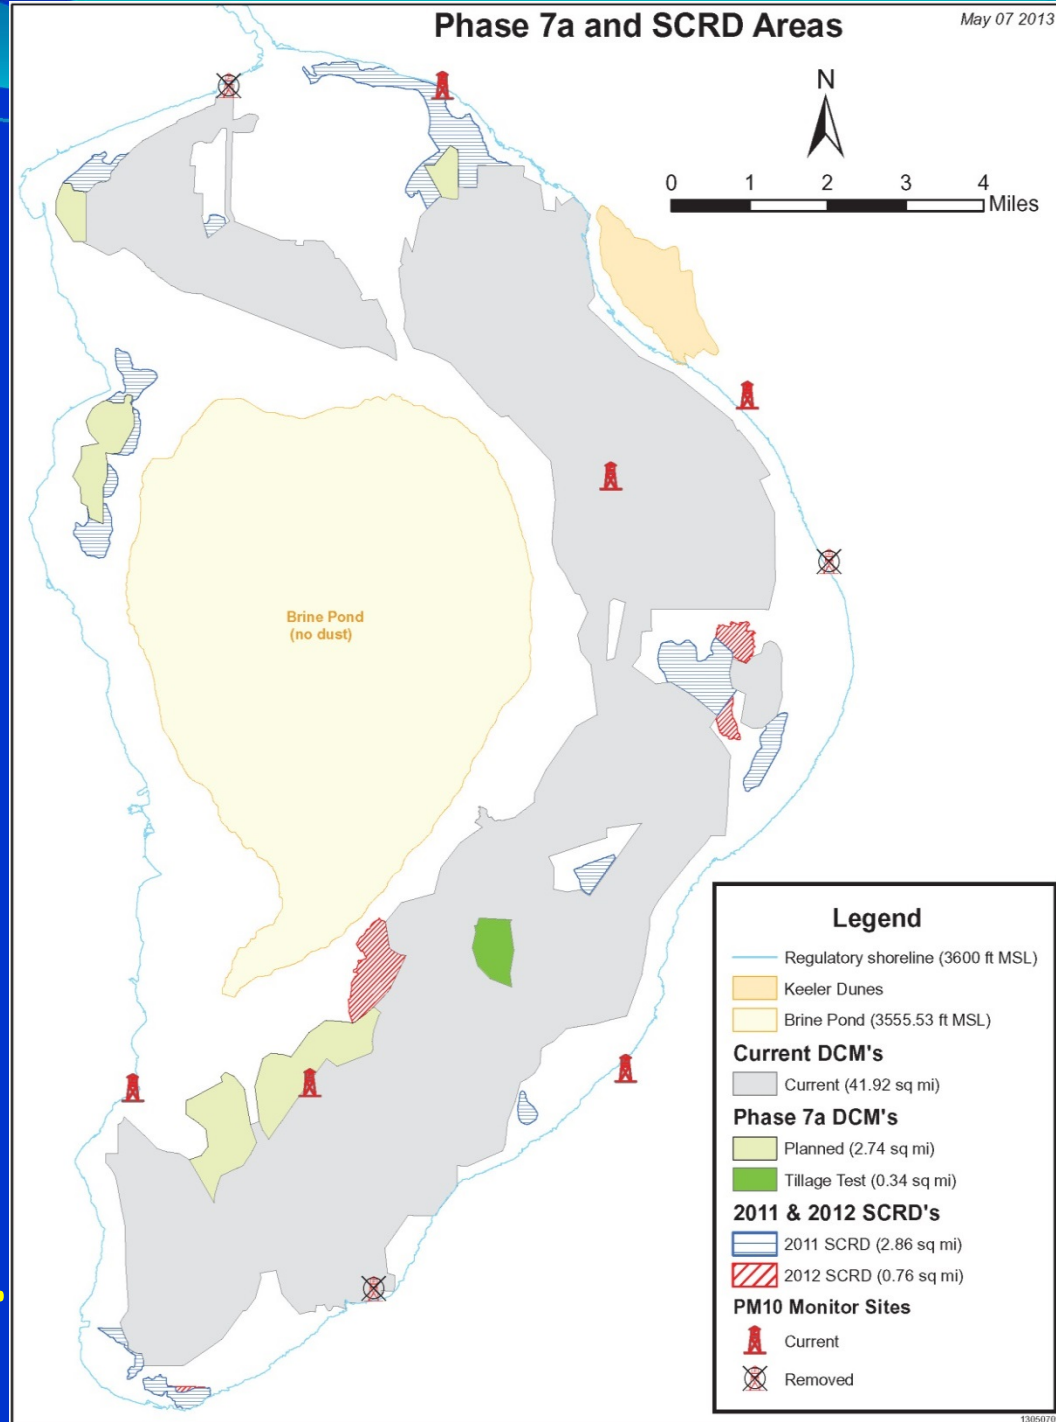 Phase 7a and SCRD Areas
May 07 2013
N
0 1 2 3 4
Miles
Brine Pond
(no dust)
Legend
Regulatory shoreline (3600 ft MSL)
Keeler Dunes
Brine Pond (3555.53 ft MSL)
Current DCM's
Current (41.92 sq mi)
Phase 7a DCM's
Planned (2.74 sq mi)
Tillage Test (0.34 sq mi)
2011 & 2012 SCRD's
2011 SCRD (2.86 sq mi)
2012 SCRD (0.76 sq mi)
PM10 Monitor Sites
Current
Removed